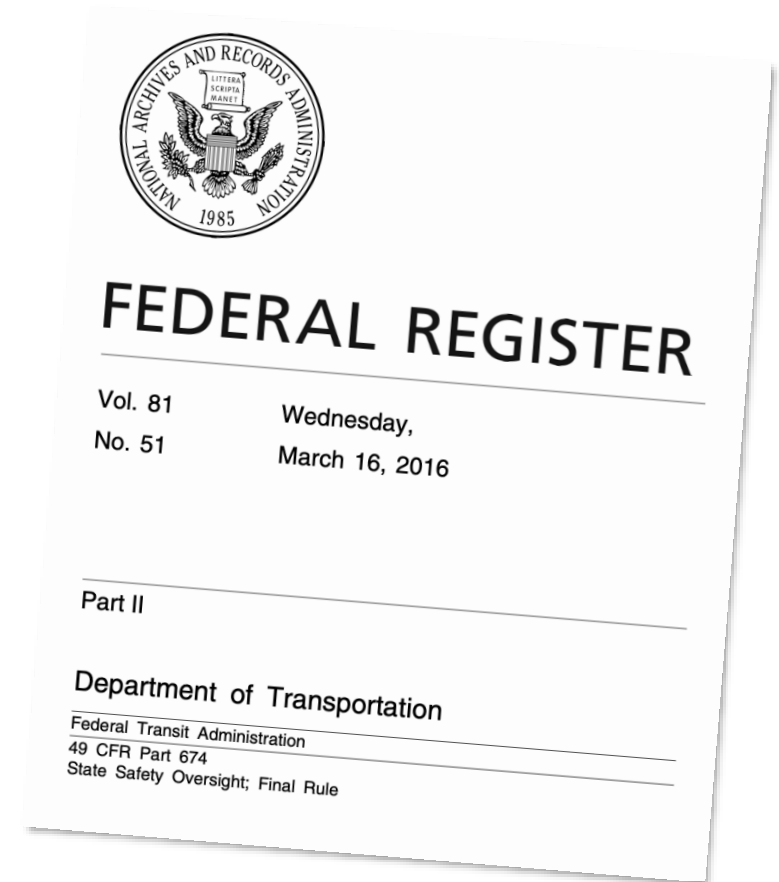 NATIONAL ARCHIVES AND RECORDS ADMINISTRATION
LITTERA
SCRIPTA
MANET
1985
FEDERAL REGISTER
Vol. 81
Wednesday,
No. 51
March 16, 2016
Part II
Department of Transportation
Federal Transit Administration
49 CFR Part 674
State Safety Oversight; Final Rule